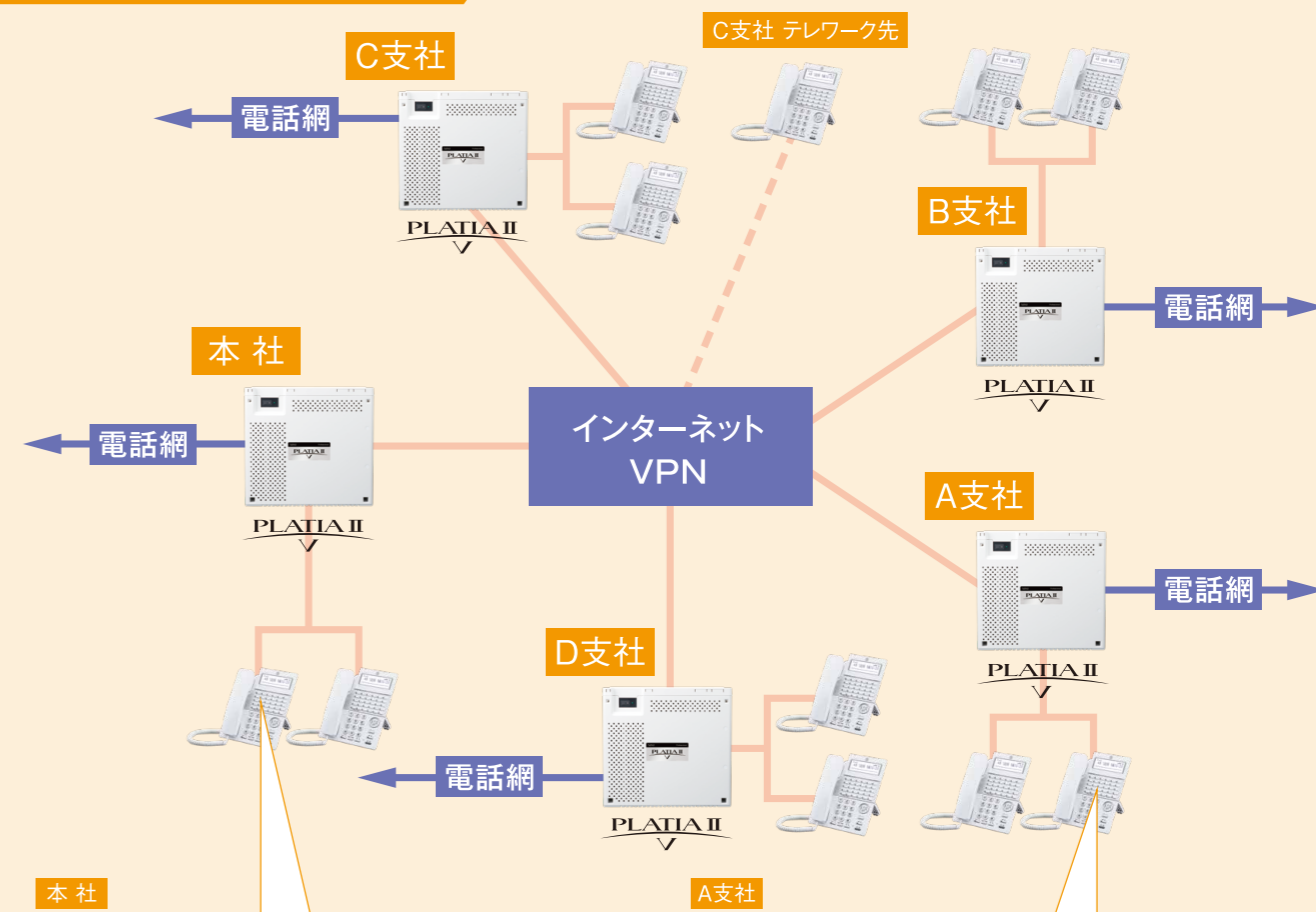 C支社 テレワーク先
C支社
電話網
PLATIA II
B支社
電話網
PLATIA II
本 社
電話網
PLATIA II
インターネット
VPN
A支社
電話網
PLATIA II
D支社
電話網
PLATIA II
本 社
A支社